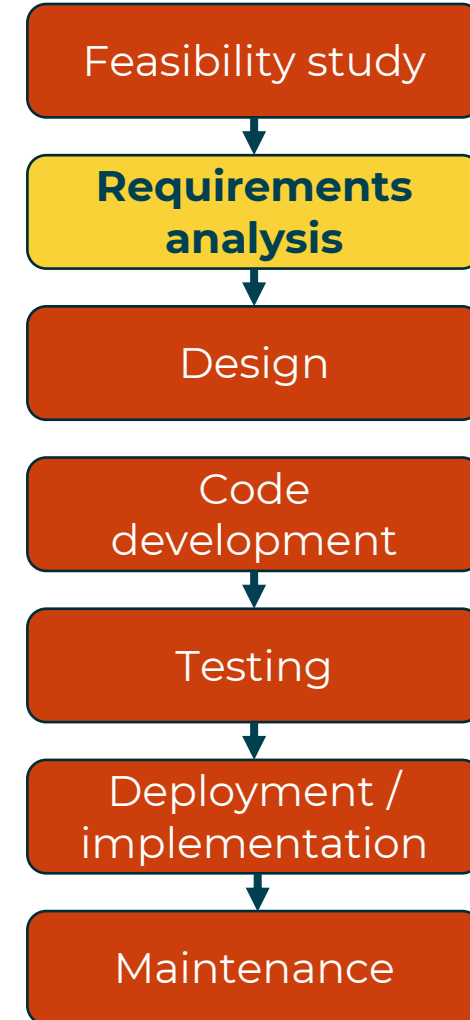 Feasibility study
Requirements
analysis
Design
Code
development
Testing
Deployment /
implementation
Maintenance